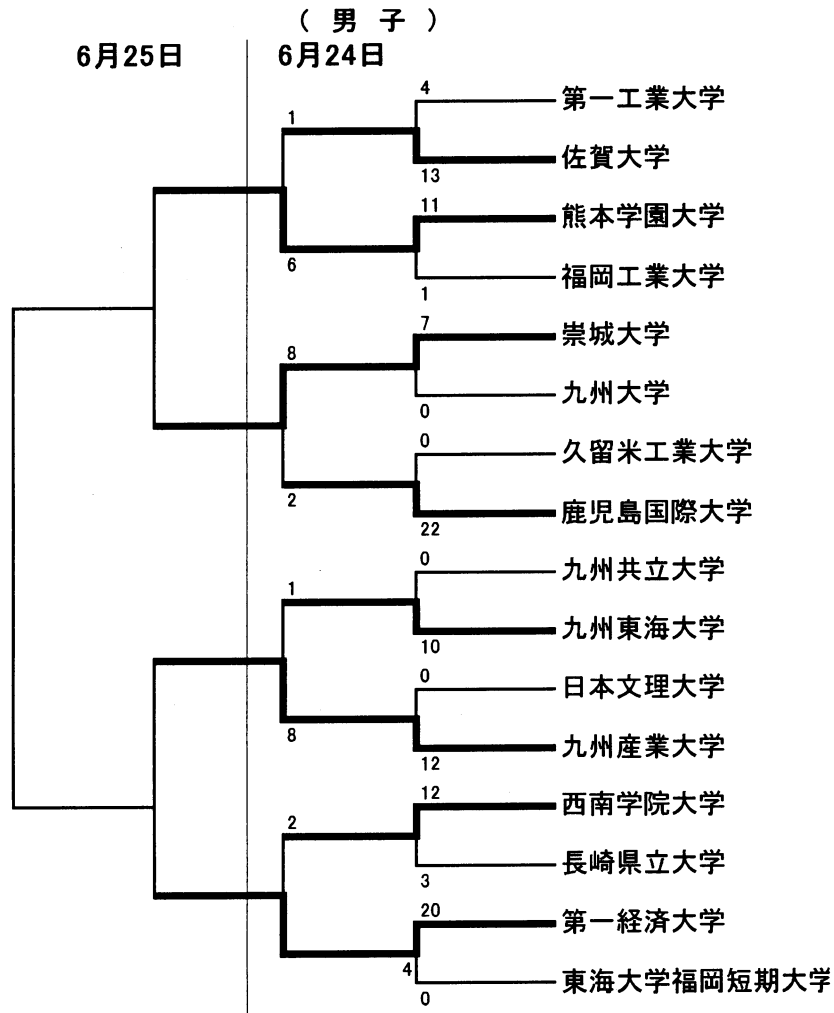 (男子)
6月25日 6月24日
4
第一工業大学
1
佐賀大学
13
11
熊本学園大学
6
福岡工業大学
1
7
崇城大学
8
九州大学
0
0
久留米工業大学
2
鹿児島国際大学
22
0
九州共立大学
1
九州東海大学
10
0
日本文理大学
8
九州産業大学
12
12
西南学院大学
2
長崎県立大学
3
20
第一経済大学
4
東海大学福岡短期大学
0